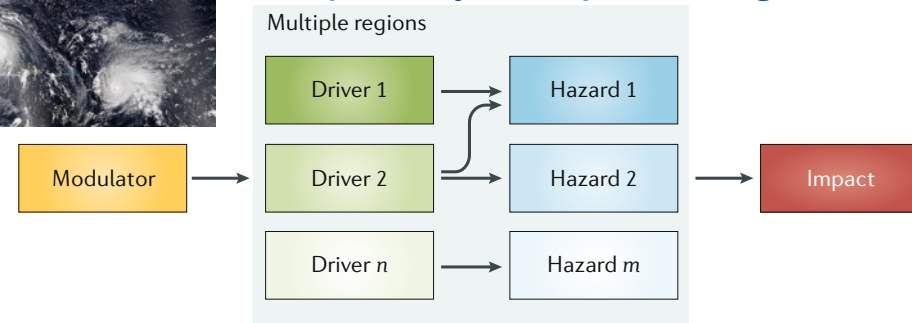 Multiple regions
Driver 1
Hazard 1
Modulator
Driver 2
Hazard 2
Impact
Driver n
Hazard m